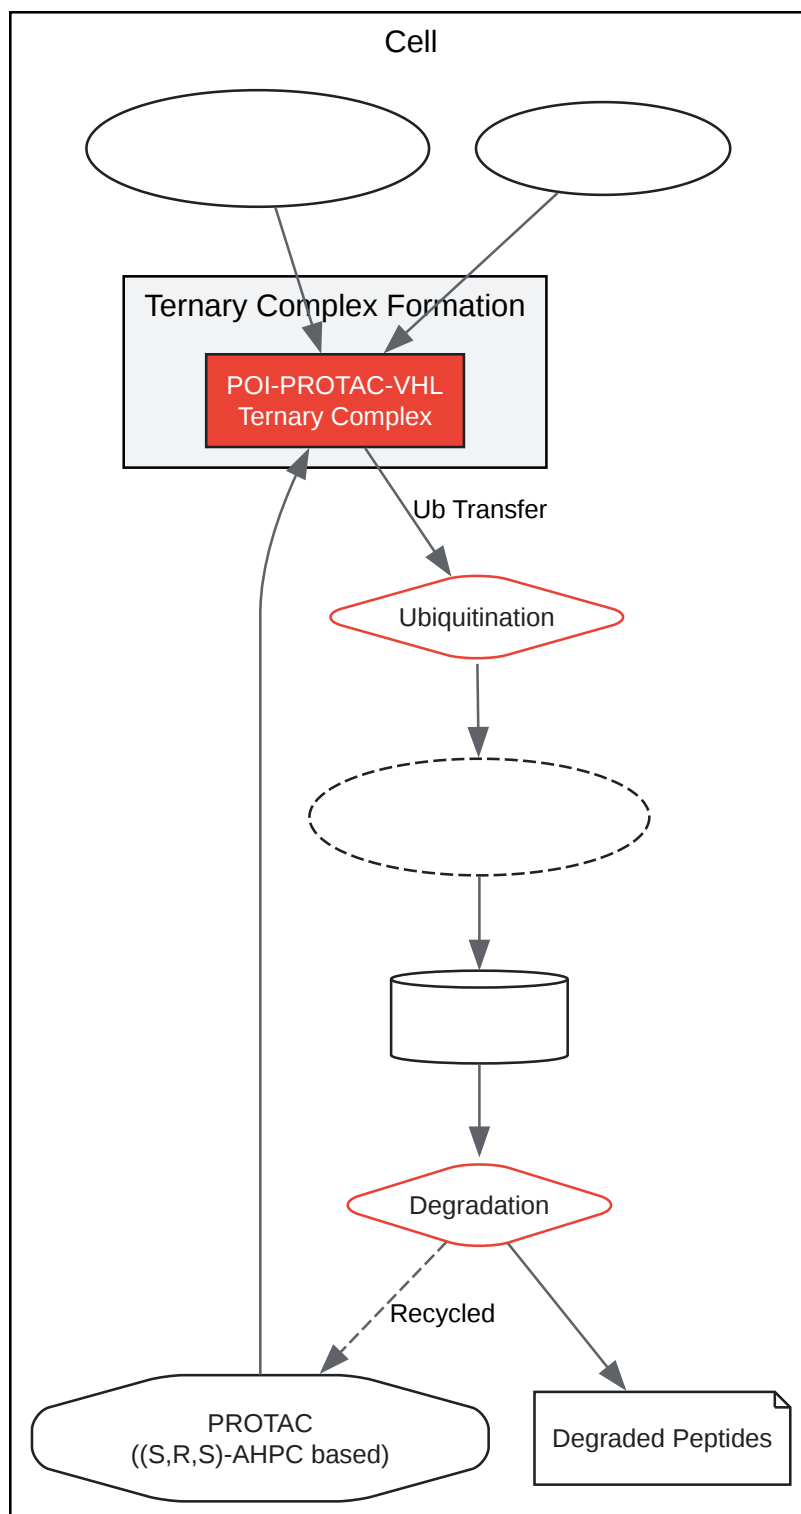 Cell
Ternary Complex Formation
POI-PROTAC-VHL
Ternary Complex
Ub Transfer
Ubiquitination
Degradation
Recycled
PROTAC
((S,R,S)-AHPC based)
Degraded Peptides